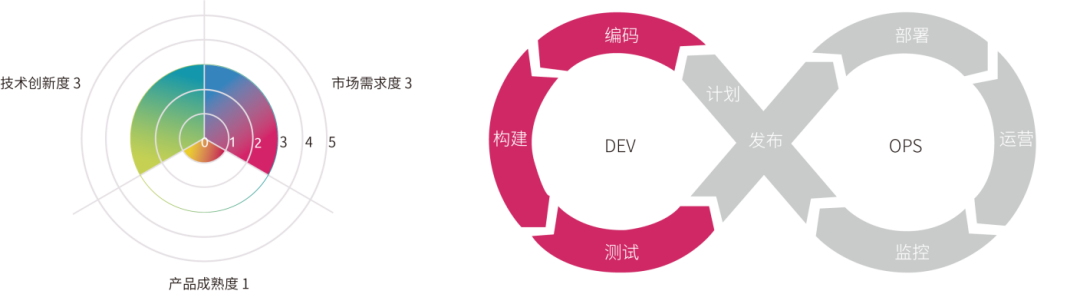 技术创新度 3
市场需求度 3
0 1 2 3 4 5
产品成熟度 1
编码
计划
构建
DEV
测试
发布
部署
运营
OPS
监控